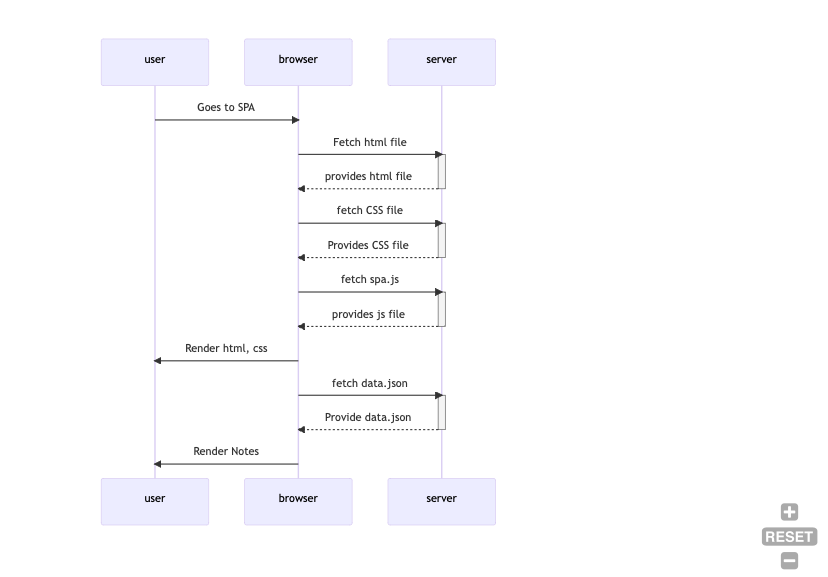 user browser server
Goes to SPA
Fetch html file
provides html file
fetch CSS file
Provides CSS file
fetch spa.js
provides js file
Render html, css
fetch data.json
Provide data.json
Render Notes
user browser server
RESET